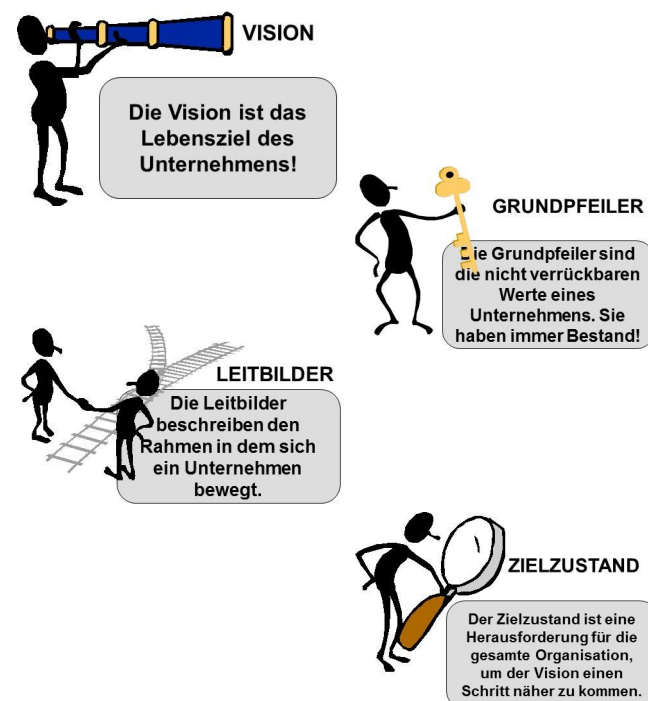 VISION
Die Vision ist das
Lebensziel des
Unternehmens!
GRUNDPFEILER
Die Grundpfeiler sind
die nicht verrückbaren
Werte eines
Unternehmens. Sie
haben immer Bestand!
LEITBILDER
Die Leitbilder
beschreiben den
Rahmen in dem sich
ein Unternehmen
bewegt.
ZIELZUSTAND
Der Zielzustand ist eine
Herausforderung für die
gesamte Organisation,
um der Vision einen
Schritt näher zu kommen.